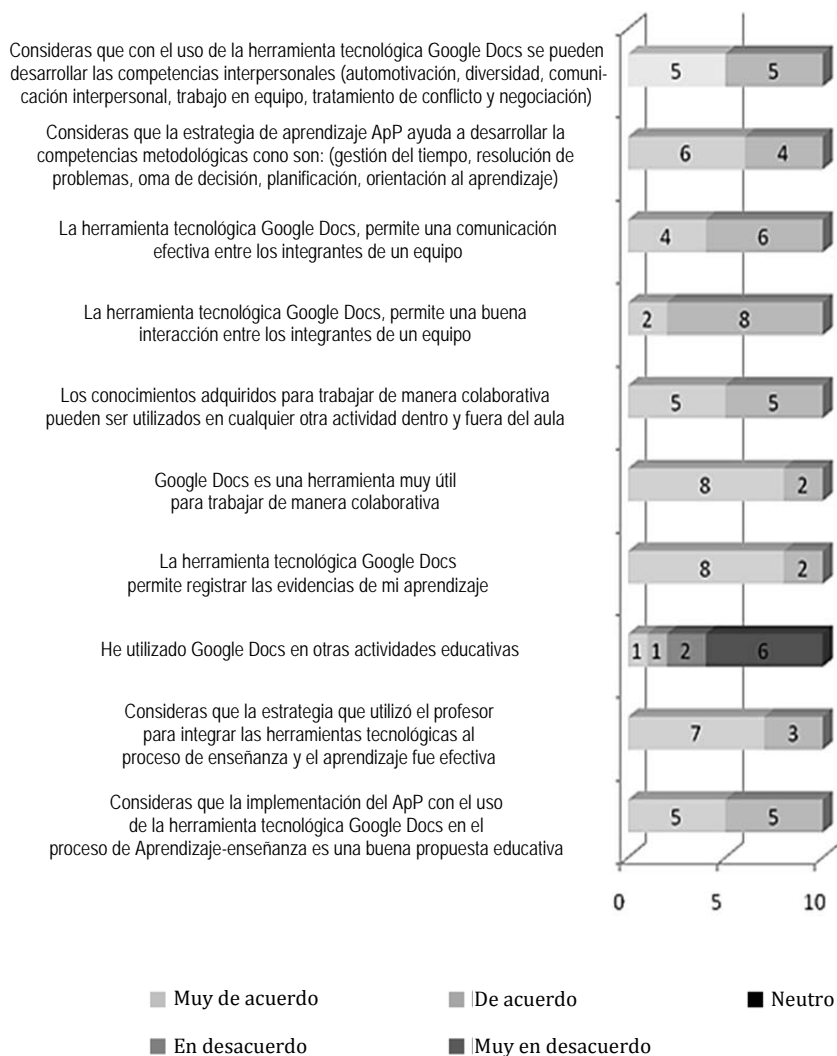 Consideras que con el uso de la herramienta tecnológica Google Docs se pueden
desarrollar las competencias interpersonales (automotivación, diversidad, comuni-
cación interpersonal, trabajo en equipo, tratamiento de conflicto y negociación)
5 5
Consideras que la estrategia de aprendizaje ApP ayuda a desarrollar la
competencias metodológicas cono son: (gestión del tiempo, resolución de
problemas, oma de decisión, planificación, orientación al aprendizaje)
6 4
La herramienta tecnológica Google Docs, permite una comunicación
efectiva entre los integrantes de un equipo
4 6
La herramienta tecnológica Google Docs, permite una buena
interacción entre los integrantes de un equipo
2 8
Los conocimientos adquiridos para trabajar de manera colaborativa
pueden ser utilizados en cualquier otra actividad dentro y fuera del aula
5 5
Google Docs es una herramienta muy útil
para trabajar de manera colaborativa
8 2
La herramienta tecnológica Google Docs
permite registrar las evidencias de mi aprendizaje
8 2
He utilizado Google Docs en otras actividades educativas
1 1 2 6
Consideras que la estrategia que utilizó el profesor
para integrar las herramientas tecnológicas al
proceso de enseñanza y el aprendizaje fue efectiva
7 3
Consideras que la implementación del ApP con el uso
de la herramienta tecnológica Google Docs en el
proceso de Aprendizaje-enseñanza es una buena propuesta educativa
5 5
0 5 10
Muy de acuerdo De acuerdo Neutro
En desacuerdo Muy en desacuerdo